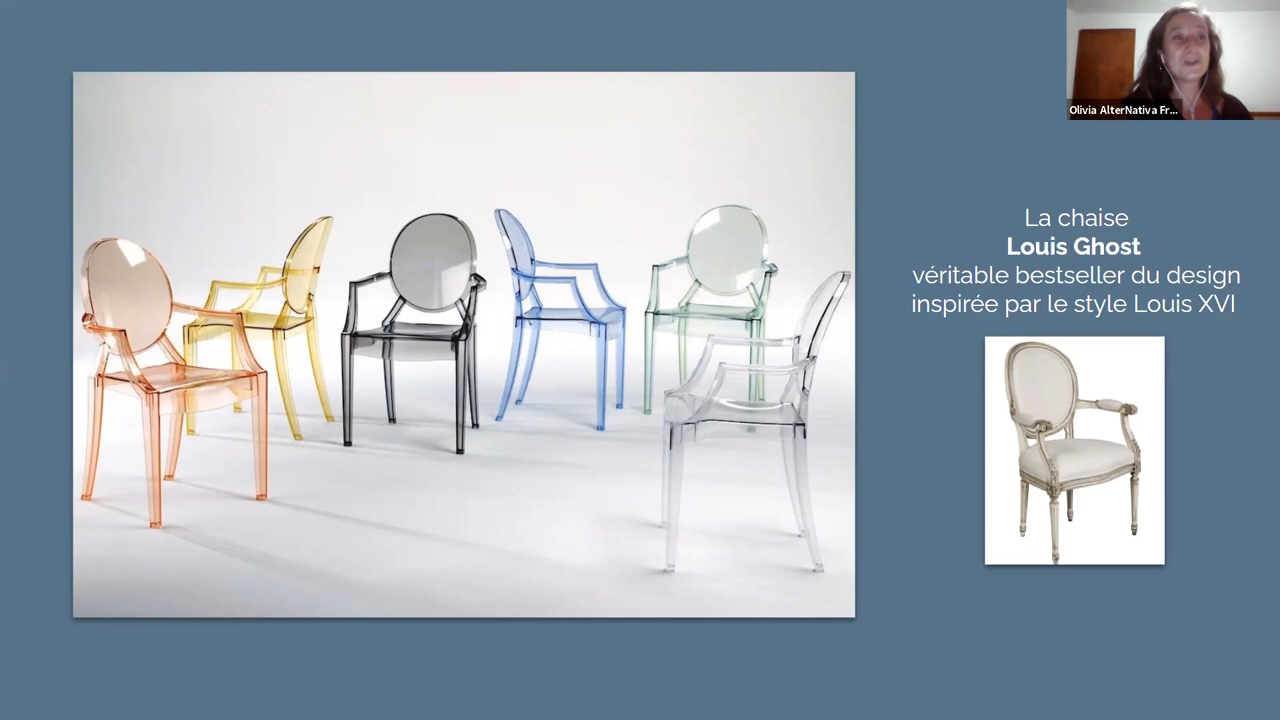 Olivia AlterNativa Fr...
La chaise
Louis Ghost
véritable bestseller du design
inspirée par le style Louis XVI